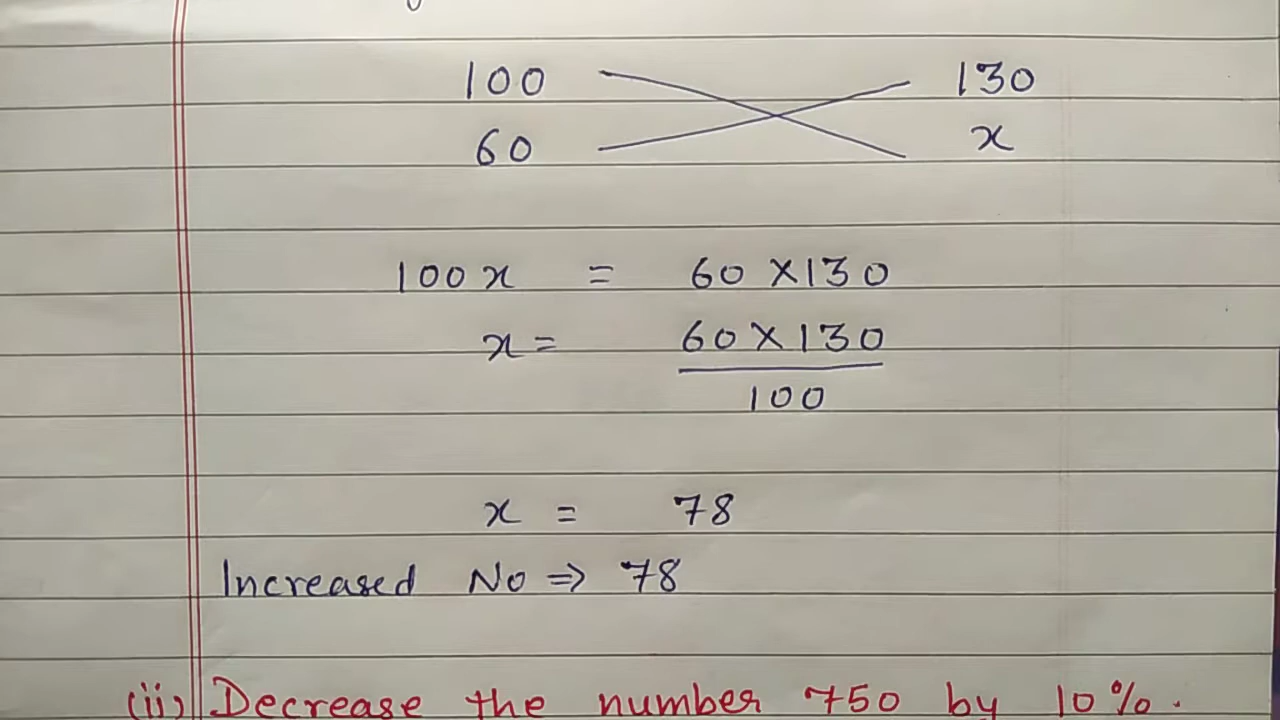 100 130
60 x
100x = 60 × 130
x = 60 × 130
100
x = 78
Increased No ⇒ 78
(ii) Decrease the number 750 by 10%.